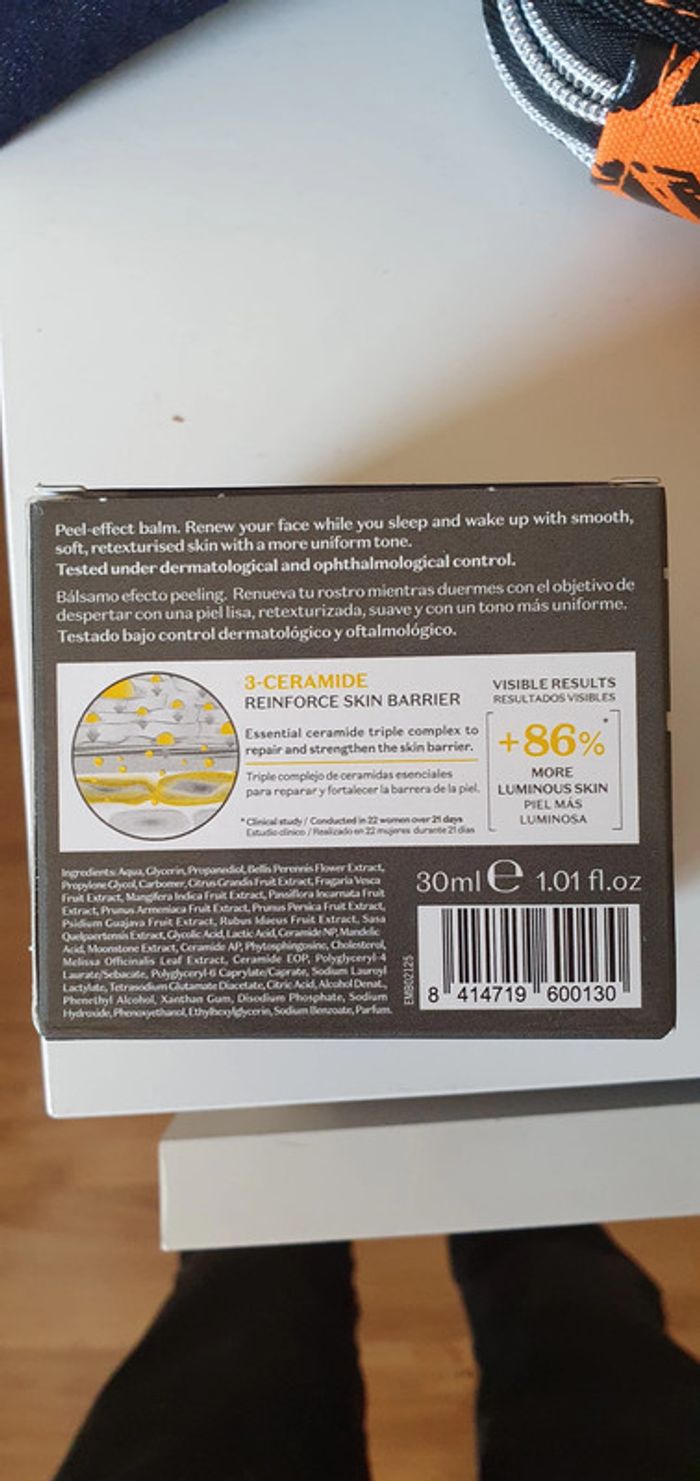 Peel-effect balm. Renew your face while you sleep and wake up with smooth,
soft, retexturised skin with a more uniform tone.
Tested under dermatological and ophthalmological control.
Bálsamo efecto peeling. Renueva tu rostro mientras duermes con el objetivo de
despertar con una piel lisa, retexturizada, suave y con un tono más uniforme.
Testado bajo control dermatológico y oftalmológico.
3-CERAMIDE
REINFORCE SKIN BARRIER
Essential ceramide triple complex to
repair and strengthen the skin barrier.
Triple complejo de ceramidas esenciales
para reparar y fortalecer la barrera de la piel.
* Clinical study / Conducted in 22 women over 21 days
Estudio clínico / Realizado en 22 mujeres durante 21 días
VISIBLE RESULTS
RESULTADOS VISIBLES
+86%*
MORE
LUMINOUS SKIN
PIEL MÁS
LUMINOSA
Ingredients: Aqua, Glycerin, Propanediol, Bellis Perennis Flower Extract,
Propylene Glycol, Carbomer, Citrus Grandis Fruit Extract, Fragaria Vesca
Fruit Extract, Mangifera Indica Fruit Extract, Passiflora Incarnata Fruit
Extract, Prunus Armeniaca Fruit Extract, Prunus Persica Fruit Extract,
Psidium Guajava Fruit Extract, Rubus Idaeus Fruit Extract, Sasa
Quelpaertensis Extract, Glycolic Acid, Lactic Acid, Ceramide NP, Mandelic
Acid, Moonstone Extract, Ceramide AP, Phytosphingosine, Cholesterol,
Melissa Officinalis Leaf Extract, Ceramide EOP, Polyglyceryl-4
Laurate/Sebacate, Polyglyceryl-6 Caprylate/Caprate, Sodium Lauroyl
Lactylate, Tetrasodium Glutamate Diacetate, Citric Acid, Alcohol Denat.,
Phenethyl Alcohol, Xanthan Gum, Disodium Phosphate, Sodium
Hydroxide, Phenoxyethanol, Ethylhexylglycerin, Sodium Benzoate, Parfum.
30ml e 1.01 fl.oz
EMB02125
8 414719 600130